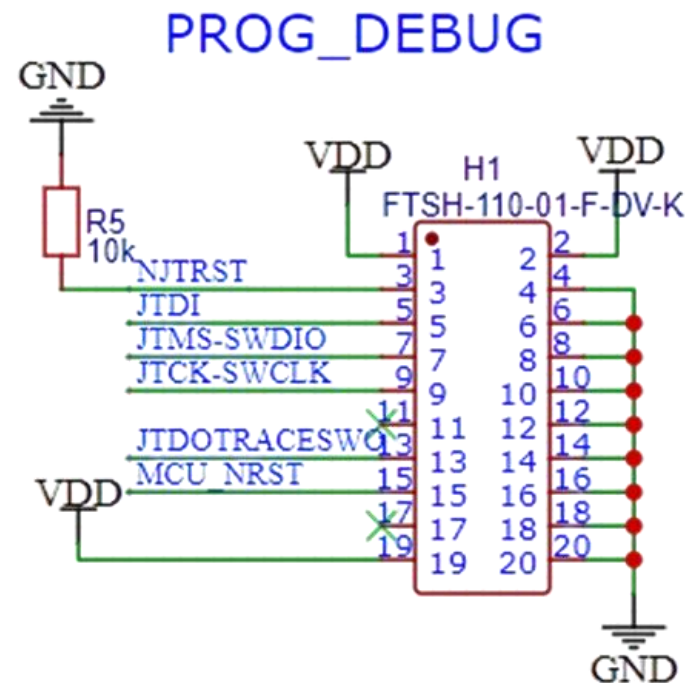 PROG_DEBUG
GND
VDD
VDD
H1
FTSH-110-01-F-DV-K
R5
10k
1 1 2 2
NJTRST 3 3 4 4
JTDI 5 5 6 6
JTMS-SWDIO 7 7 8 8
JTCK-SWCLK 9 9 10 10
11 11 12 12
JTDOTRACESWO 13 13 14 14
MCU_NRST 15 15 16 16
VDD
17 17 18 18
19 19 20 20
GND